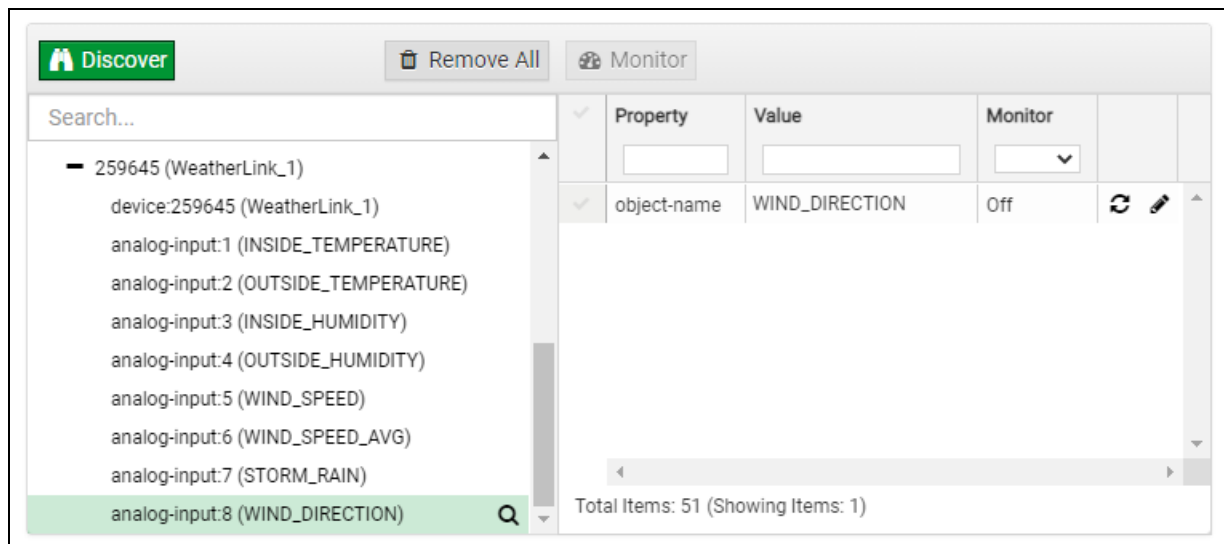 Discover
Remove All
Monitor
Search...
259645 (WeatherLink_1)
device:259645 (WeatherLink_1)
analog-input:1 (INSIDE_TEMPERATURE)
analog-input:2 (OUTSIDE_TEMPERATURE)
analog-input:3 (INSIDE_HUMIDITY)
analog-input:4 (OUTSIDE_HUMIDITY)
analog-input:5 (WIND_SPEED)
analog-input:6 (WIND_SPEED_AVG)
analog-input:7 (STORM_RAIN)
analog-input:8 (WIND_DIRECTION)
Property Value Monitor
object-name WIND_DIRECTION Off
Total Items: 51 (Showing Items: 1)